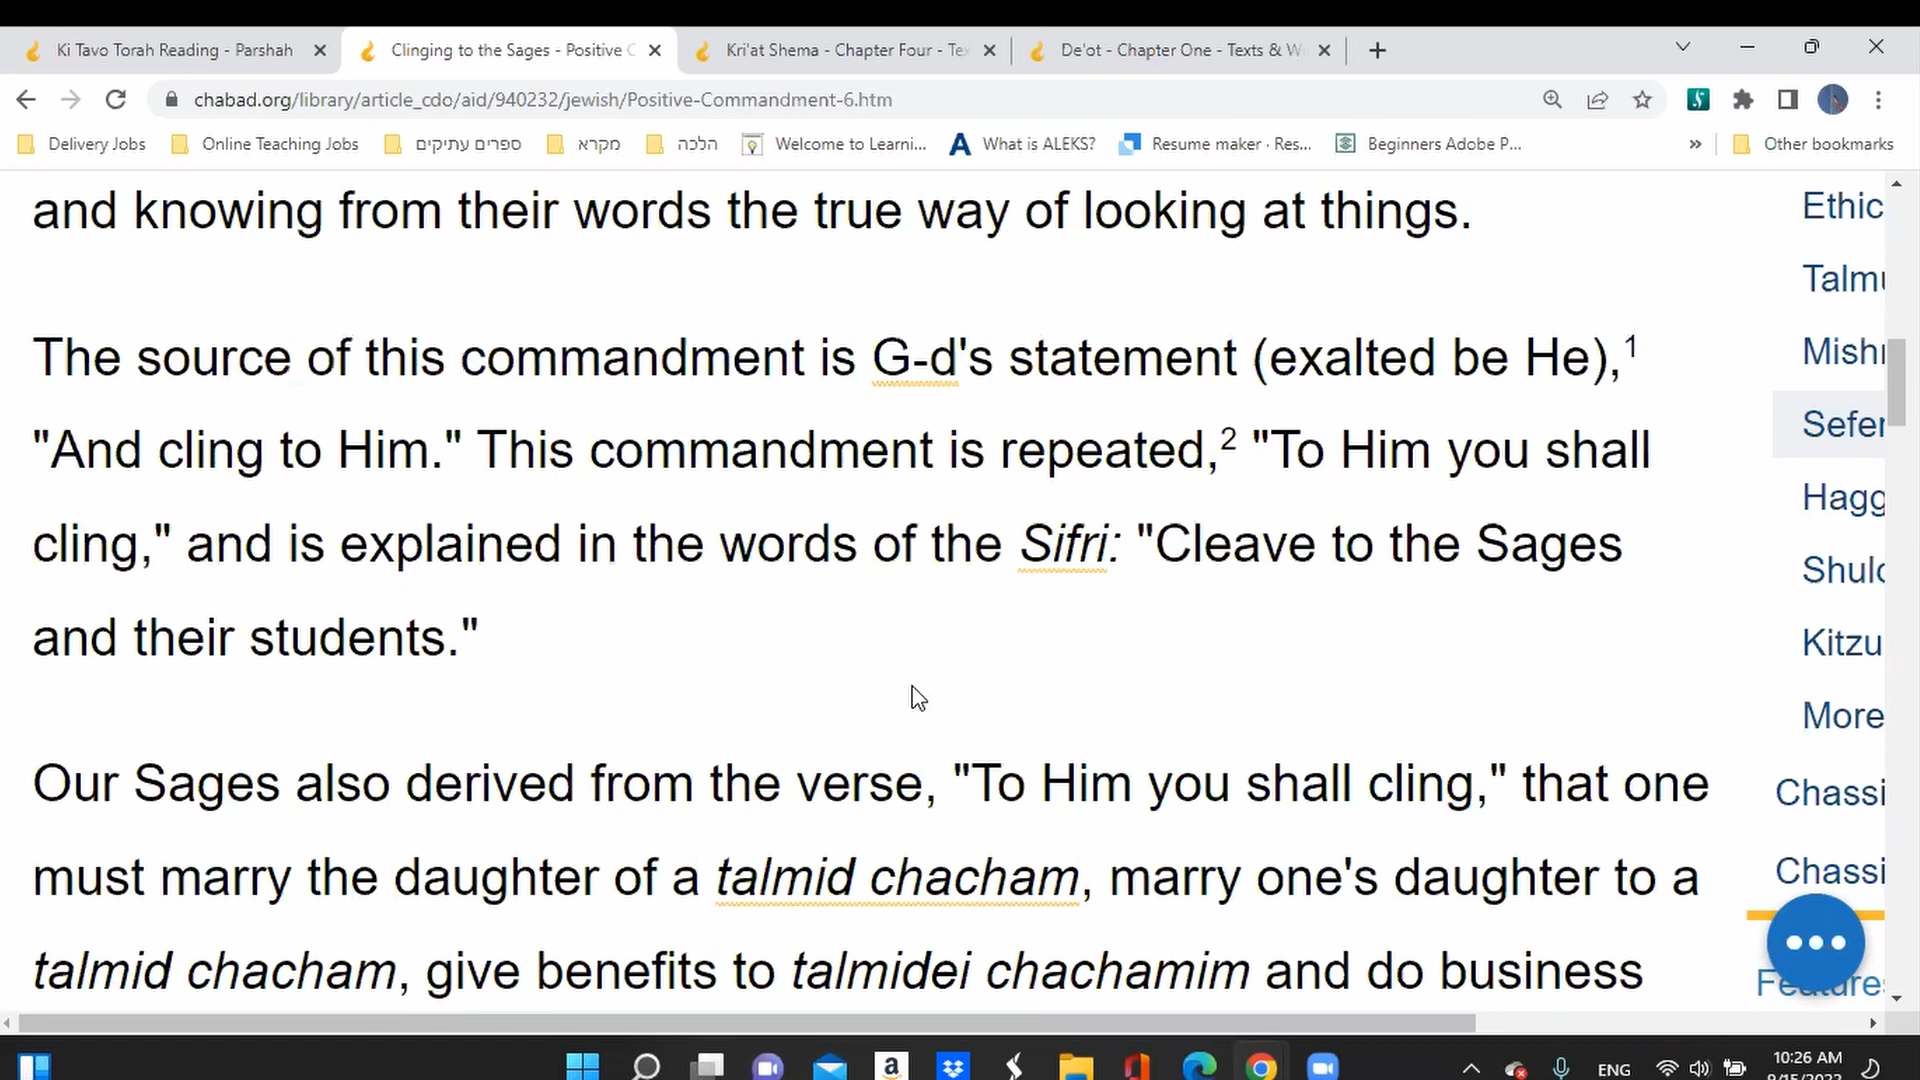 Ki Tavo Torah Reading - Parshah
Clinging to the Sages - Positive C
Kri'at Shema - Chapter Four - Tex
De'ot - Chapter One - Texts & W
chabad.org/library/article_cdo/aid/940232/jewish/Positive-Commandment-6.htm
Delivery Jobs
Online Teaching Jobs
ספרים עתיקים
מקרא
הלכה
Welcome to Learni...
What is ALEKS?
Resume maker · Res...
Beginners Adobe P...
Other bookmarks
and knowing from their words the true way of looking at things.
The source of this commandment is G-d's statement (exalted be He),1
"And cling to Him." This commandment is repeated,2 "To Him you shall
cling," and is explained in the words of the Sifri: "Cleave to the Sages
and their students."
Our Sages also derived from the verse, "To Him you shall cling," that one
must marry the daughter of a talmid chacham, marry one's daughter to a
talmid chacham, give benefits to talmidei chachamim and do business
Ethic
Talmu
Mishn
Sefer
Hagg
Shulc
Kitzu
More
Chassi
Chassi
Features
ENG
10:26 AM
9/15/2022